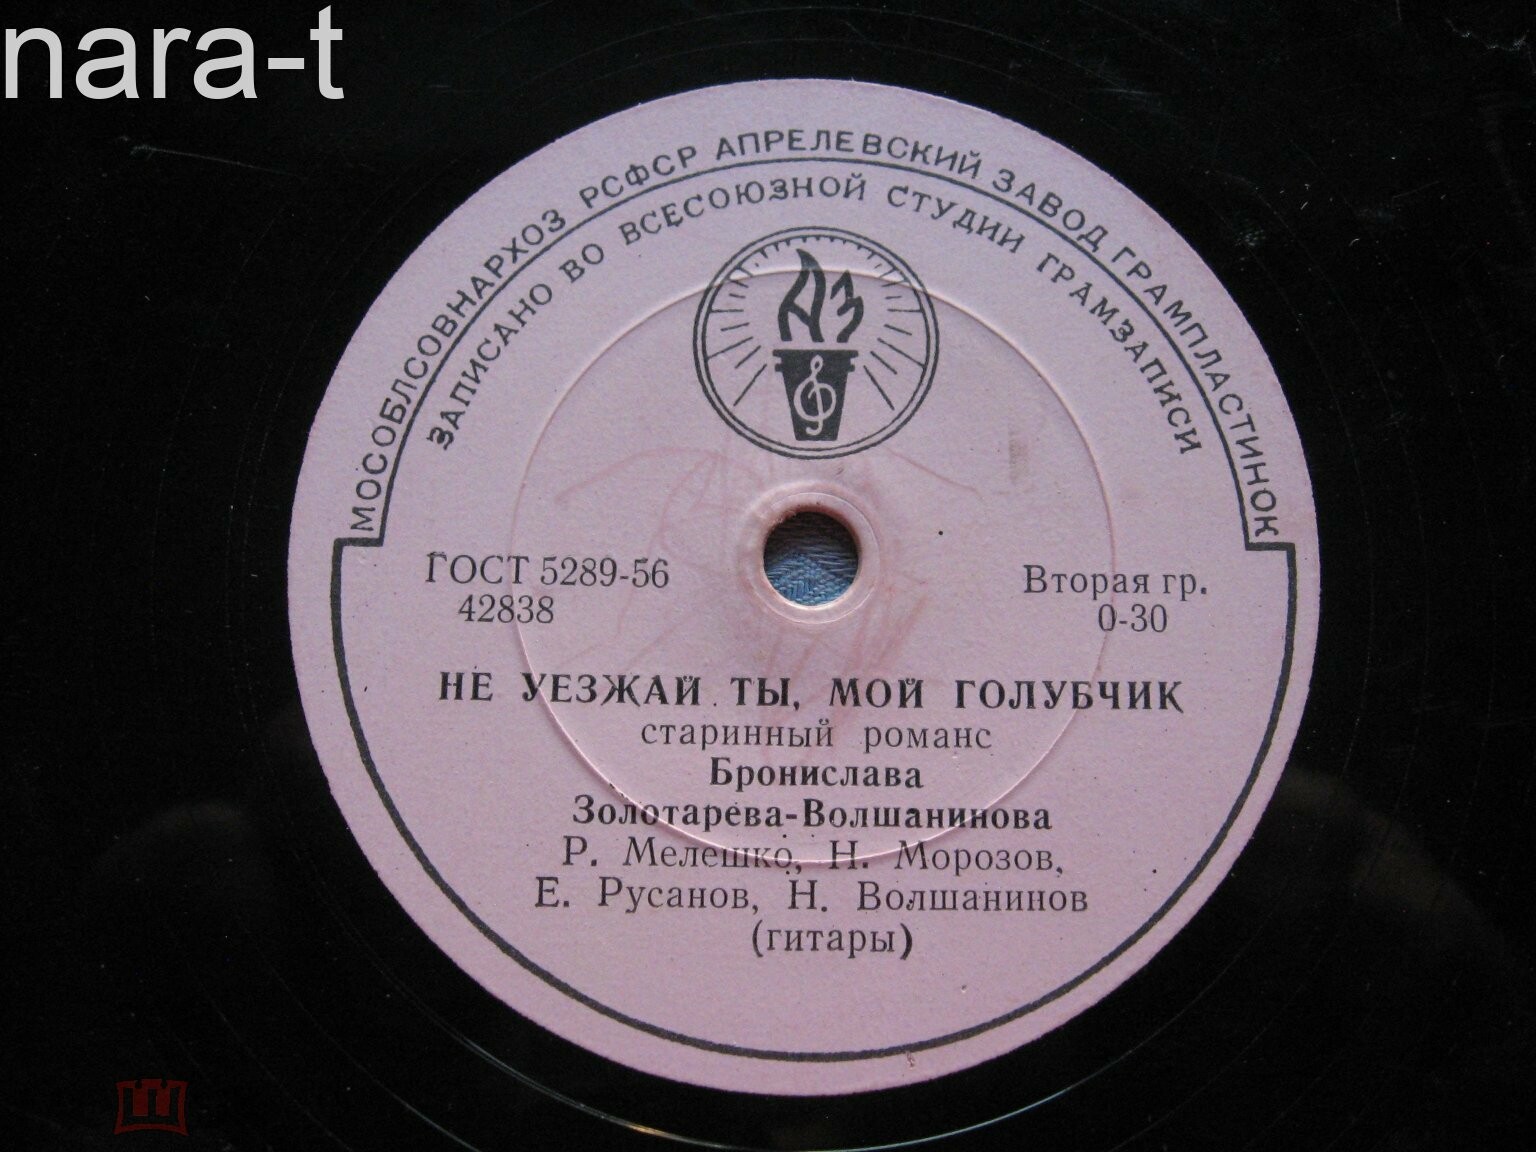 nara-t
МОСОБЛСОВНАРХОЗ РСФСР АПРЕЛЕВСКИЙ ЗАВОД ГРАМПЛАСТИНОК
ЗАПИСАНО ВО ВСЕСОЮЗНОЙ СТУДИИ ГРАМЗАПИСИ
АЗ
ГОСТ 5289-56
42838
Вторая гр.
0-30
НЕ УЕЗЖАЙ ТЫ, МОЙ ГОЛУБЧИК
старинный романс
Бронислава
Золотарева-Волшанинова
Р. Мелешко, Н. Морозов,
Е. Русанов, Н. Волшанинов
(гитары)